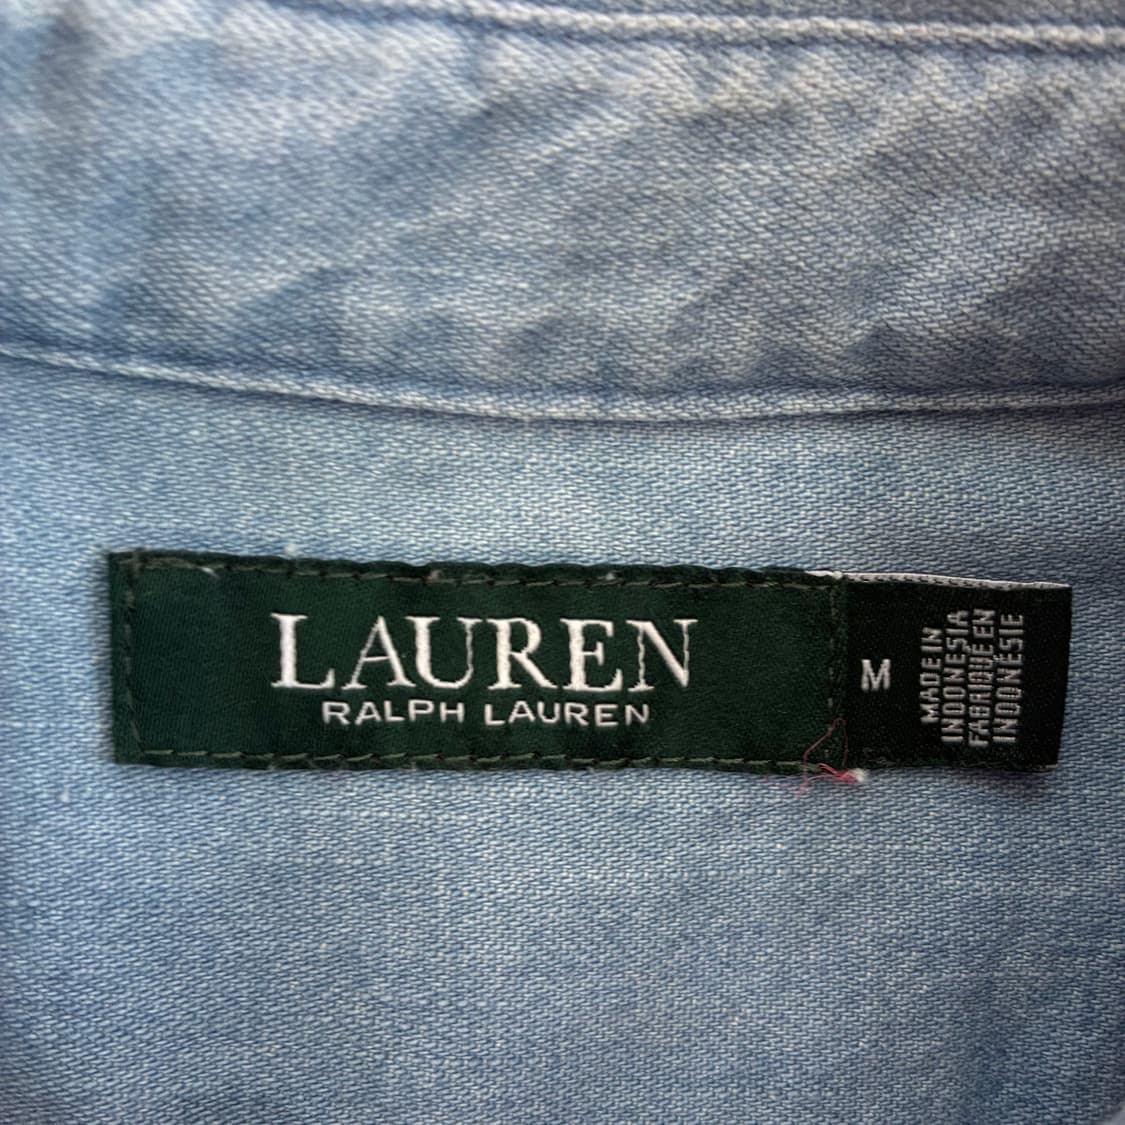 LAUREN
RALPH LAUREN
M
MADE IN
INDONESIA
FABRIQUÉ EN
INDONÉSIE